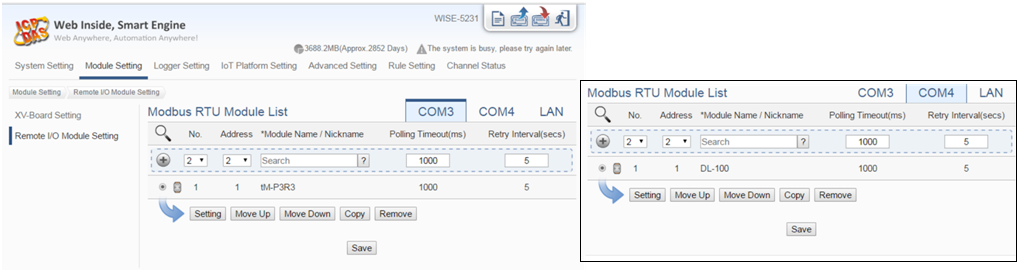 WISE-5231
ICP DAS
Web Inside, Smart Engine
Web Anywhere, Automation Anywhere!
3688.2MB(Approx.2852 Days) The system is busy, please try again later.
System Setting Module Setting Logger Setting IoT Platform Setting Advanced Setting Rule Setting Channel Status
Module Setting Remote I/O Module Setting
XV-Board Setting
Remote I/O Module Setting
Modbus RTU Module List COM3 COM4 LAN
No. Address *Module Name / Nickname Polling Timeout(ms) Retry Interval(secs)
2 2 Search ? 1000 5
1 1 tM-P3R3 1000 5
Setting Move Up Move Down Copy Remove
Save
Modbus RTU Module List COM3 COM4 LAN
No. Address *Module Name / Nickname Polling Timeout(ms) Retry Interval(secs)
2 2 Search ? 1000 5
1 1 DL-100 1000 5
Setting Move Up Move Down Copy Remove
Save